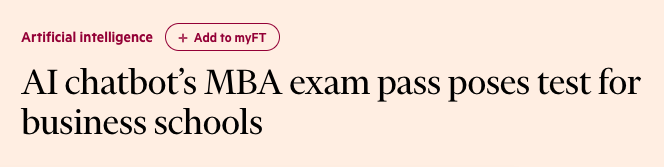 Artificial intelligence + Add to myFT
AI chatbot’s MBA exam pass poses test for
business schools